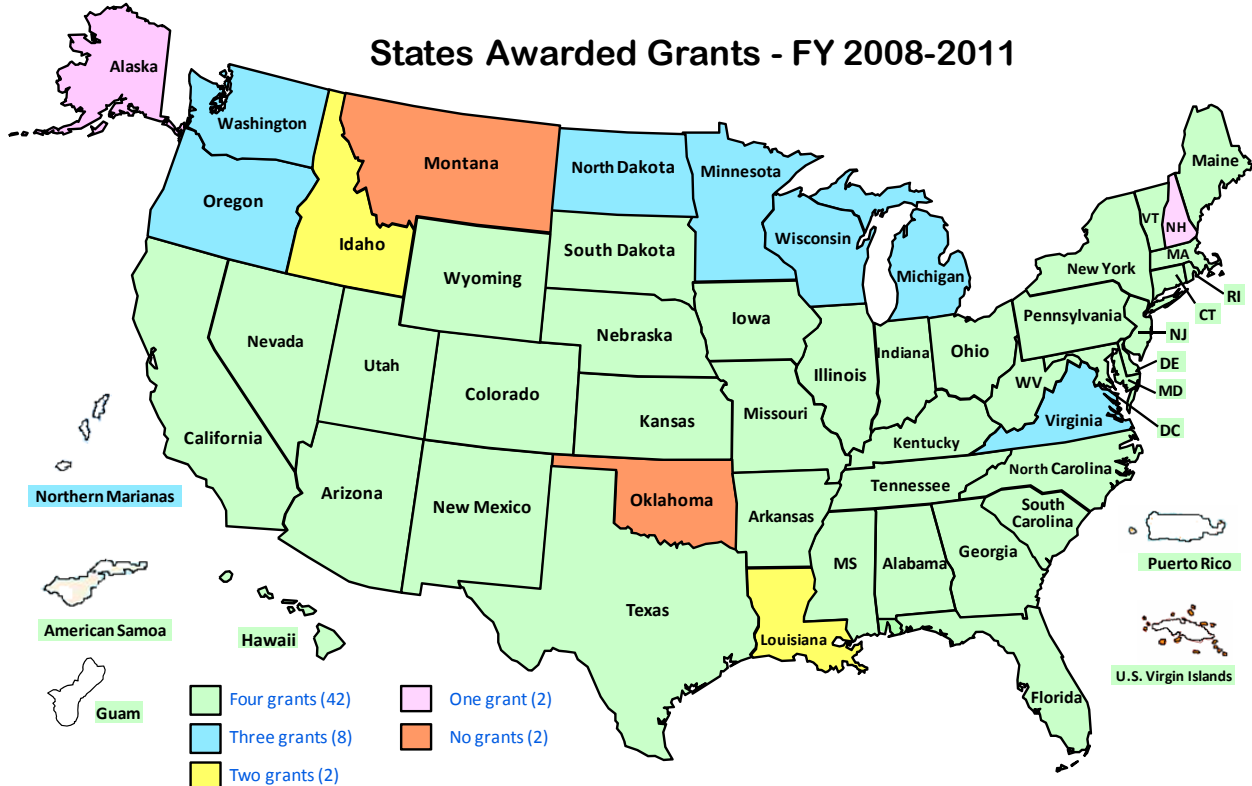 States Awarded Grants - FY 2008-2011
Alaska
Washington
Montana
North Dakota
Minnesota
Maine
Oregon
VT
NH
Idaho
Wisconsin
South Dakota
MA
Wyoming
New York
Michigan
RI
CT
Pennsylvania
Iowa
Nebraska
NJ
Nevada
Indiana
Ohio
Utah
DE
Illinois
WV
MD
Colorado
Missouri
Kansas
Virginia
DC
California
Kentucky
North Carolina
Arizona
Tennessee
Northern Marianas
Oklahoma
New Mexico
South
Carolina
Arkansas
Georgia
MS
Alabama
Puerto Rico
Texas
American Samoa
Hawaii
Louisiana
U.S. Virgin Islands
Florida
Guam
Four grants (42)
One grant (2)
Three grants (8)
No grants (2)
Two grants (2)